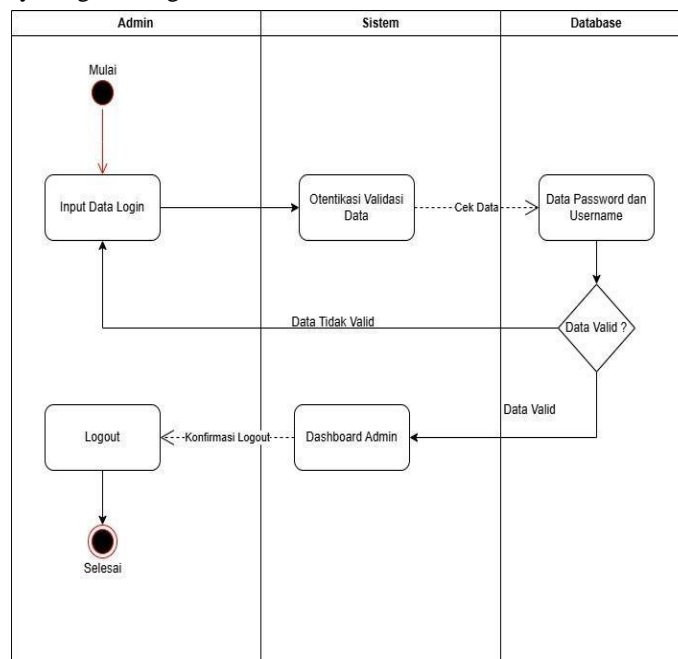 Admin
Sistem
Database
Mulai
Input Data Login
Otentikasi Validasi
Data
Cek Data
Data Password dan
Username
Data Valid ?
Data Tidak Valid
Data Valid
Dashboard Admin
Konfirmasi Logout
Logout
Selesai